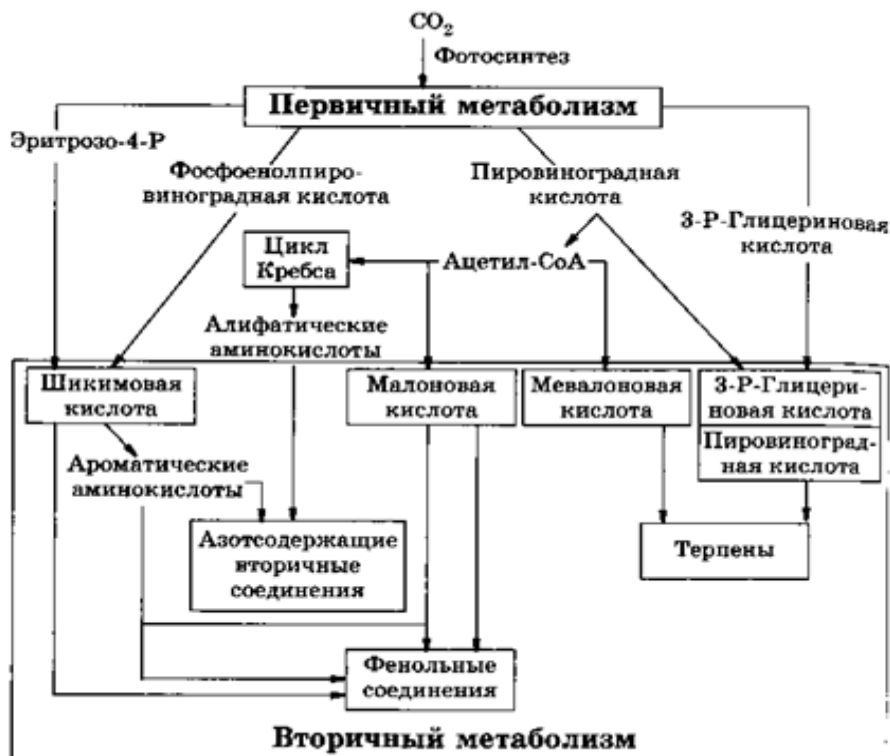 CO2
Фотосинтез
Первичный метаболизм
Эритрозо-4-Р
Фосфоенолпиро-
виноградная кислота
Пировиноградная
кислота
3-Р-Глицериновая
кислота
Цикл
Кребса
Ацетил-СоА
Алифатические
аминокислоты
Шикимовая
кислота
Малоновая
кислота
Мевалоновая
кислота
3-Р-Глицери-
новая кислота
Пировиноград-
ная кислота
Ароматические
аминокислоты
Азотсодержащие
вторичные
соединения
Терпены
Фенольные
соединения
Вторичный метаболизм